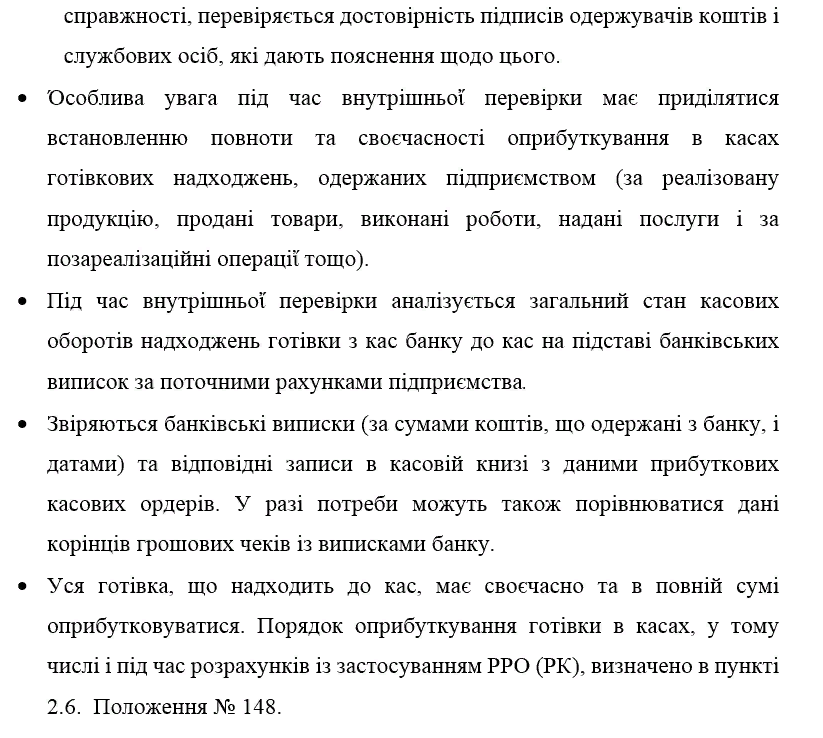 справжності, перевіряється достовірність підписів одержувачів коштів і
службових осіб, які дають пояснення щодо цього.
• Особлива увага під час внутрішньої перевірки має приділятися
встановленню повноти та своєчасності оприбуткування в касах
готівкових надходжень, одержаних підприємством (за реалізовану
продукцію, продані товари, виконані роботи, надані послуги і за
позареалізаційні операції тощо).
• Під час внутрішньої перевірки аналізується загальний стан касових
оборотів надходжень готівки з кас банку до кас на підставі банківських
виписок за поточними рахунками підприємства.
• Звіряються банківські виписки (за сумами коштів, що одержані з банку, і
датами) та відповідні записи в касовій книзі з даними прибуткових
касових ордерів. У разі потреби можуть також порівнюватися дані
корінців грошових чеків із виписками банку.
• Уся готівка, що надходить до кас, має своєчасно та в повній сумі
оприбутковуватися. Порядок оприбуткування готівки в касах, у тому
числі і під час розрахунків із застосуванням РРО (РК), визначено в пункті
2.6.  Положення № 148.